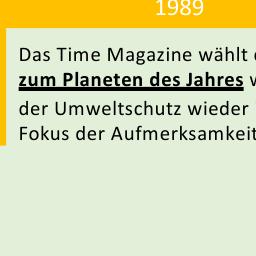 1989
Das Time Magazine wählt
zum Planeten des Jahres
der Umweltschutz wieder
Fokus der Aufmerksamkeit